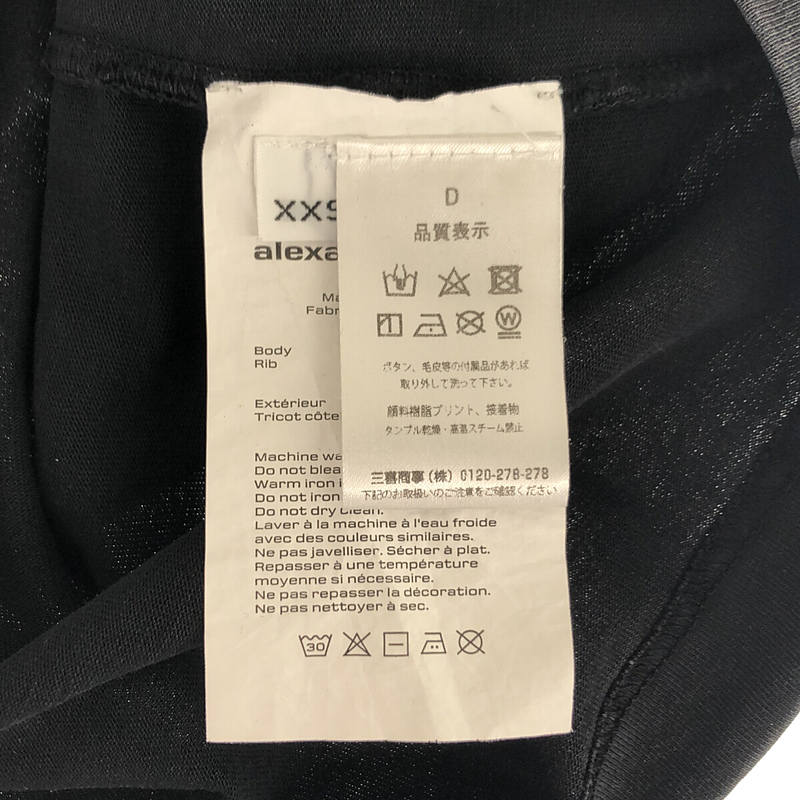 XXS
alexa
Ma
Fabr
Body
Rib
Extérieur
Tricot côte
Machine wa
Do not blea
Warm iron i
Do not iron
Do not dry clean.
Laver à la machine à l'eau froide
avec des couleurs similaires.
Ne pas javelliser. Sécher à plat.
Repasser à une température
moyenne si nécessaire.
Ne pas repasser la décoration.
Ne pas nettoyer à sec.
30
D
品質表示
W
ボタン、毛皮等の付属品があれば
取り外して洗って下さい。
顔料樹脂プリント、接着物
タンブル乾燥・高温スチーム禁止
三喜商事(株) 0120-278-278
下記のお取扱いのご注意をご確認ください